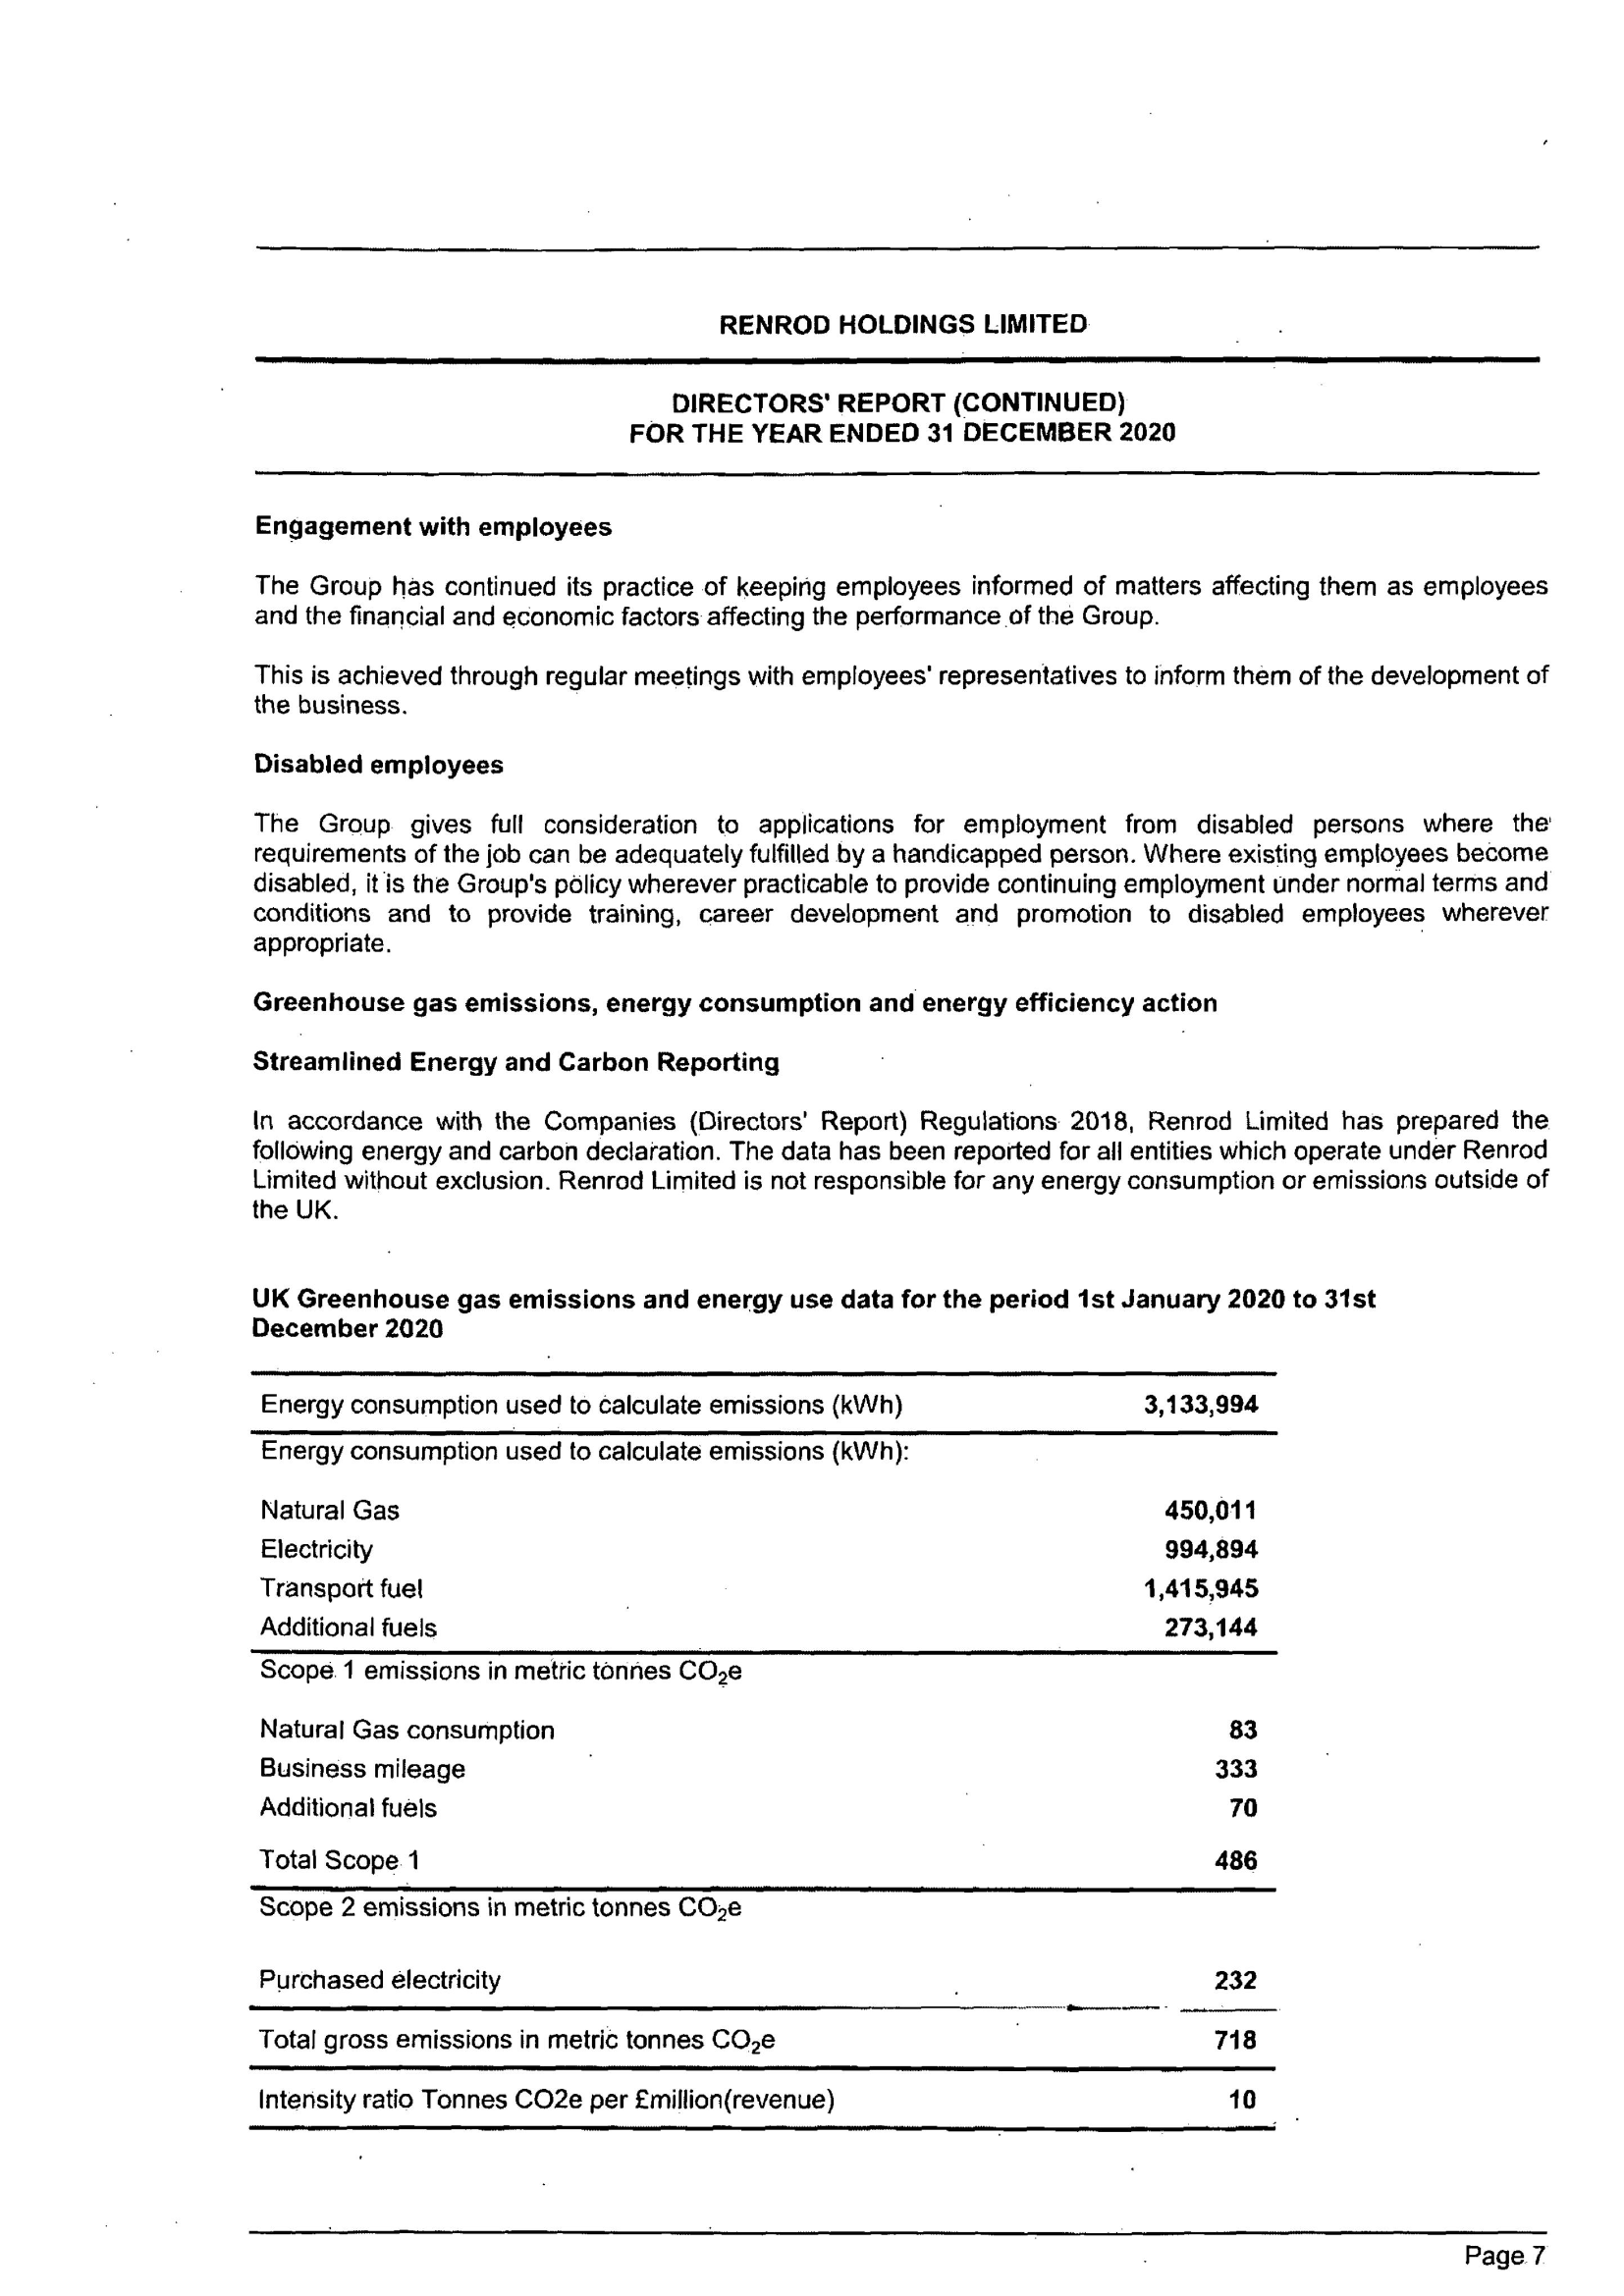 RENROD HOLDINGS LIMITED
DIRECTORS' REPORT (CONTINUED)
FOR THE YEAR ENDED 31 DECEMBER 2020
Engagement with employees
The Group has continued its practice of keeping employees informed of matters affecting them as employees
and the financial and economic factors affecting the performance of the Group.
This is achieved through regular meetings with employees' representatives to inform them of the development of
the business.
Disabled employees
The Group gives full consideration to applications for employment from disabled persons where the
requirements of the job can be adequately fulfilled by a handicapped person. Where existing employees become
disabled, it is the Group's policy wherever practicable to provide continuing employment under normal terms and
conditions and to provide training, career development and promotion to disabled employees wherever
appropriate.
Greenhouse gas emissions, energy consumption and energy efficiency action
Streamlined Energy and Carbon Reporting
In accordance with the Companies (Directors' Report) Regulations 2018, Renrod Limited has prepared the
following energy and carbon declaration. The data has been reported for all entities which operate under Renrod
Limited without exclusion. Renrod Limited is not responsible for any energy consumption or emissions outside of
the UK.
UK Greenhouse gas emissions and energy use data for the period 1st January 2020 to 31st
December 2020
Energy consumption used to calculate emissions (kWh) 3,133,994
Energy consumption used to calculate emissions (kWh):
Natural Gas 450,011
Electricity 994,894
Transport fuel 1,415,945
Additional fuels 273,144
Scope 1 emissions in metric tonnes CO₂e
Natural Gas consumption 83
Business mileage 333
Additional fuels 70
Total Scope 1 486
Scope 2 emissions in metric tonnes CO₂e
Purchased electricity 232
Total gross emissions in metric tonnes CO₂e 718
Intensity ratio Tonnes CO2e per £million(revenue) 10
Page 7